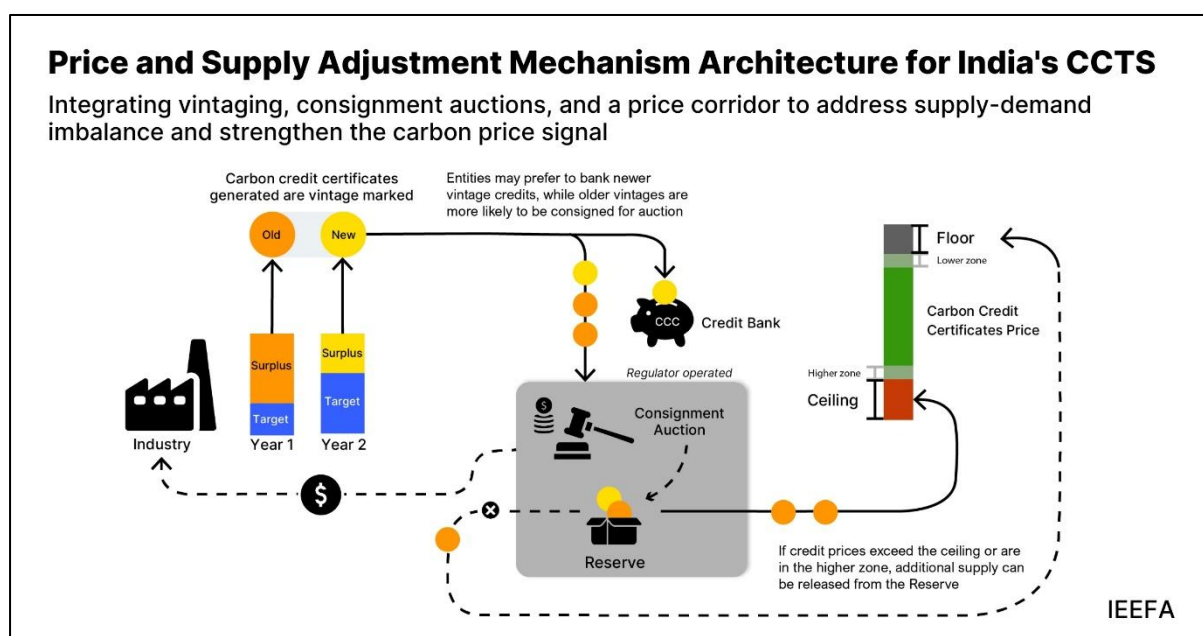 Price and Supply Adjustment Mechanism Architecture for India's CCTS
Integrating vintaging, consignment auctions, and a price corridor to address supply-demand
imbalance and strengthen the carbon price signal
Carbon credit certificates
generated are vintage marked
Entities may prefer to bank newer
vintage credits, while older vintages are
more likely to be consigned for auction
Old
New
Floor
Lower zone
Carbon Credit
Certificates Price
Higher zone
Ceiling
CCC
Credit Bank
Surplus
Target
Surplus
Target
Industry
Year 1
Year 2
Regulator operated
$
Consignment
Auction
$
Reserve
If credit prices exceed the ceiling or are
in the higher zone, additional supply can
be released from the Reserve
IEEFA